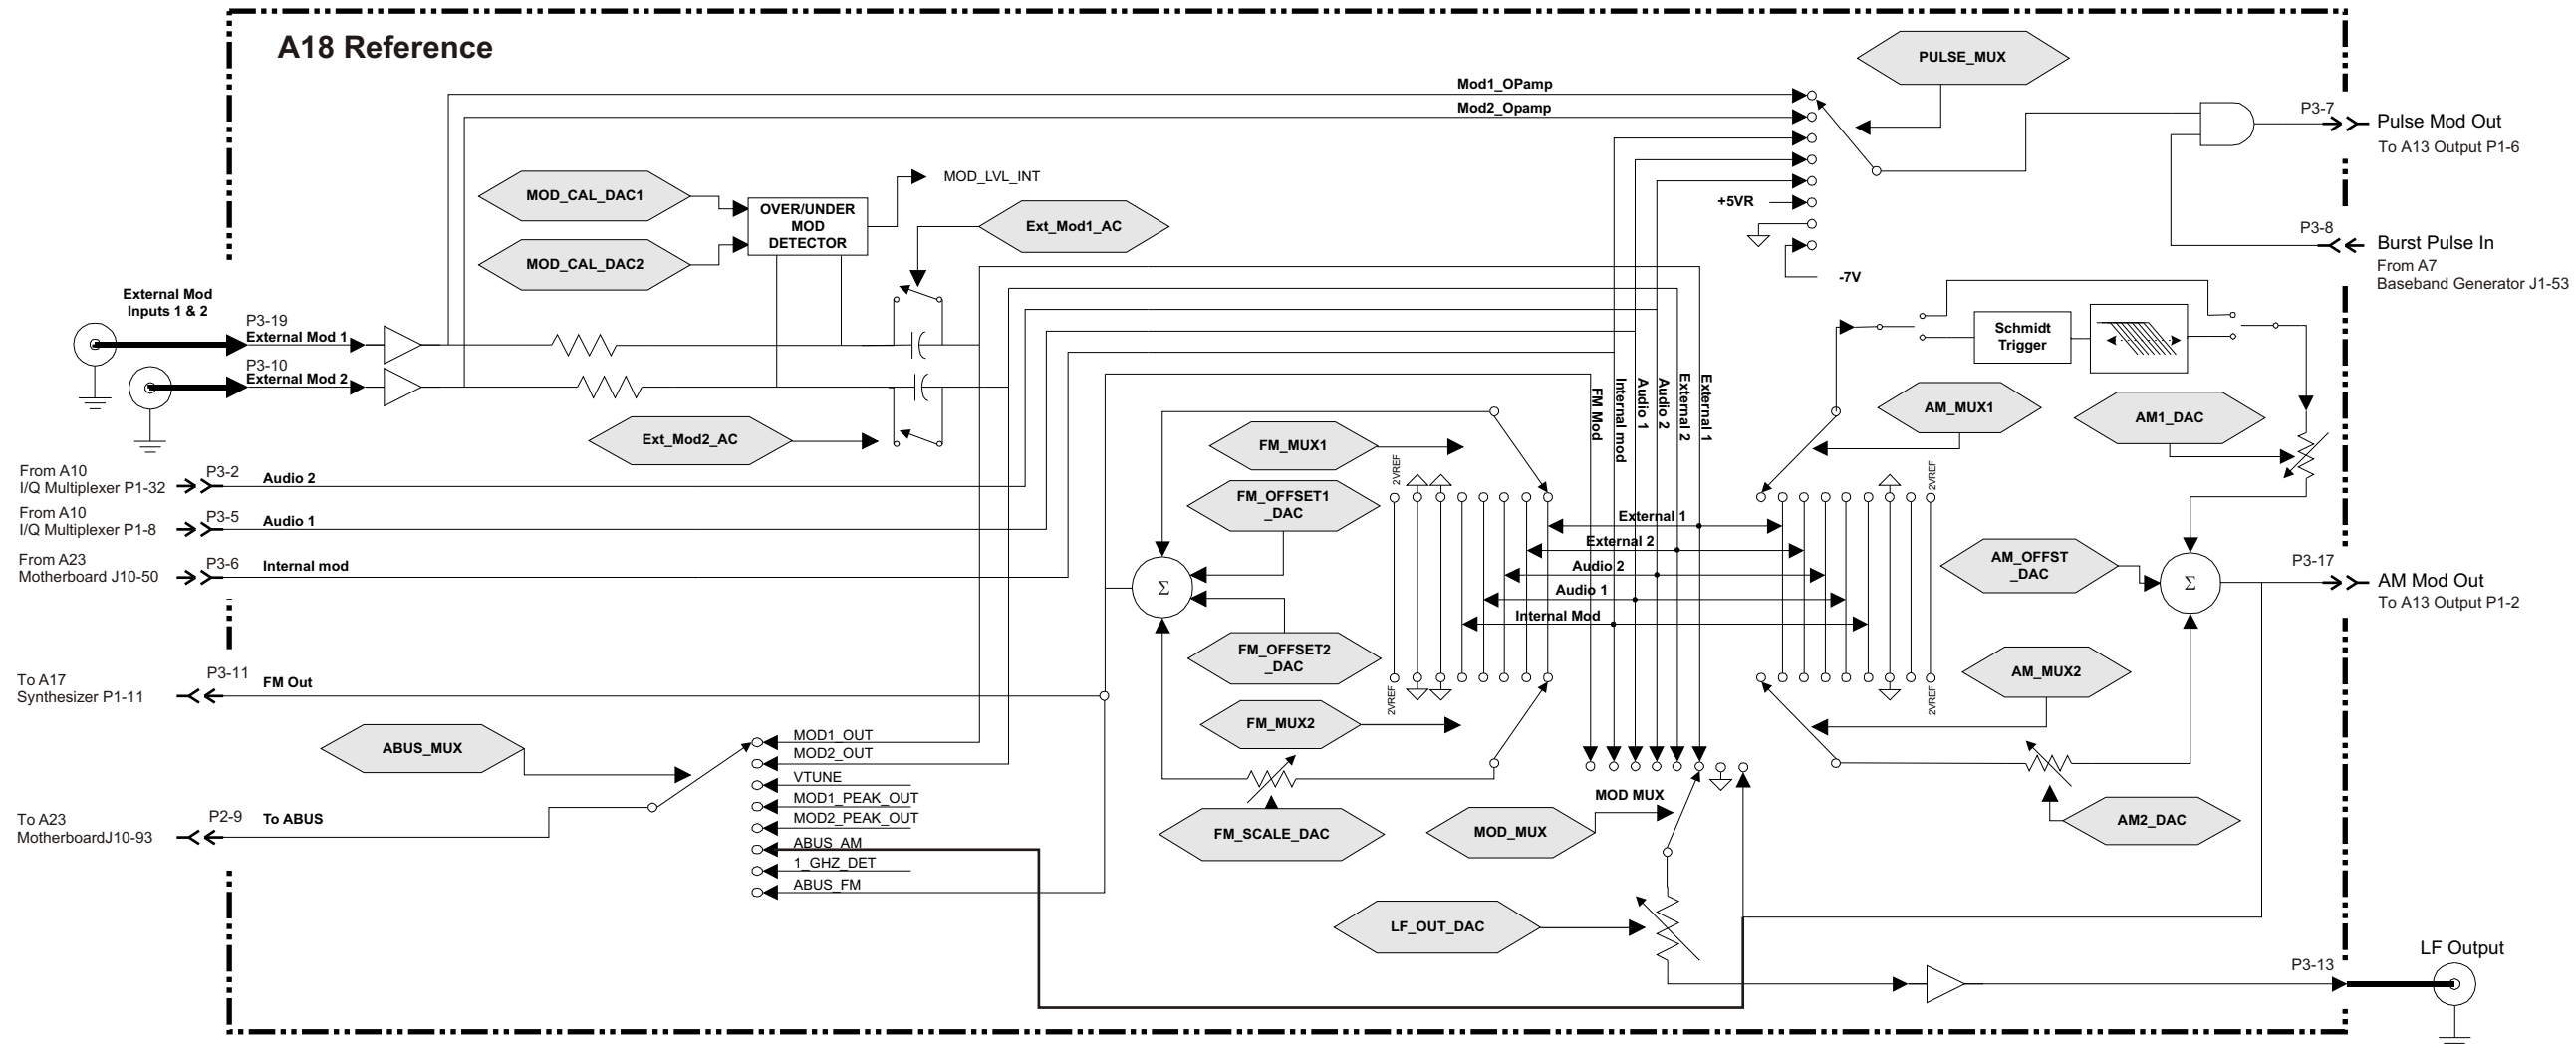 A18 Reference
PULSE_MUX
Mod1_OPamp
Mod2_Opamp
P3-7
Pulse Mod Out
To A13 Output P1-6
MOD_CAL_DAC1
MOD_LVL_INT
OVER/UNDER
MOD
DETECTOR
+5VR
Ext_Mod1_AC
P3-8
Burst Pulse In
From A7
Baseband Generator J1-53
MOD_CAL_DAC2
-7V
External Mod
Inputs 1 & 2
P3-19
External Mod 1
P3-10
External Mod 2
Schmidt
Trigger
FM Mod
Internal mod
Audio 1
Audio 2
External 2
External 1
AM_MUX1
AM1_DAC
Ext_Mod2_AC
FM_MUX1
2VREF
2VREF
From A10
I/Q Multiplexer P1-32
P3-2
Audio 2
FM_OFFSET1
_DAC
From A10
I/Q Multiplexer P1-8
P3-5
Audio 1
External 1
External 2
From A23
Motherboard J10-50
P3-6
Internal mod
Audio 2
AM_OFFST
_DAC
P3-17
AM Mod Out
To A13 Output P1-2
Σ
Σ
Audio 1
Internal Mod
FM_OFFSET2
_DAC
AM_MUX2
To A17
Synthesizer P1-11
P3-11
FM Out
2VREF
2VREF
FM_MUX2
ABUS_MUX
MOD1_OUT
MOD2_OUT
VTUNE
MOD1_PEAK_OUT
MOD2_PEAK_OUT
ABUS_AM
1_GHZ_DET
ABUS_FM
MOD MUX
To A23
MotherboardJ10-93
P2-9
To ABUS
FM_SCALE_DAC
MOD_MUX
AM2_DAC
LF_OUT_DAC
LF Output
P3-13